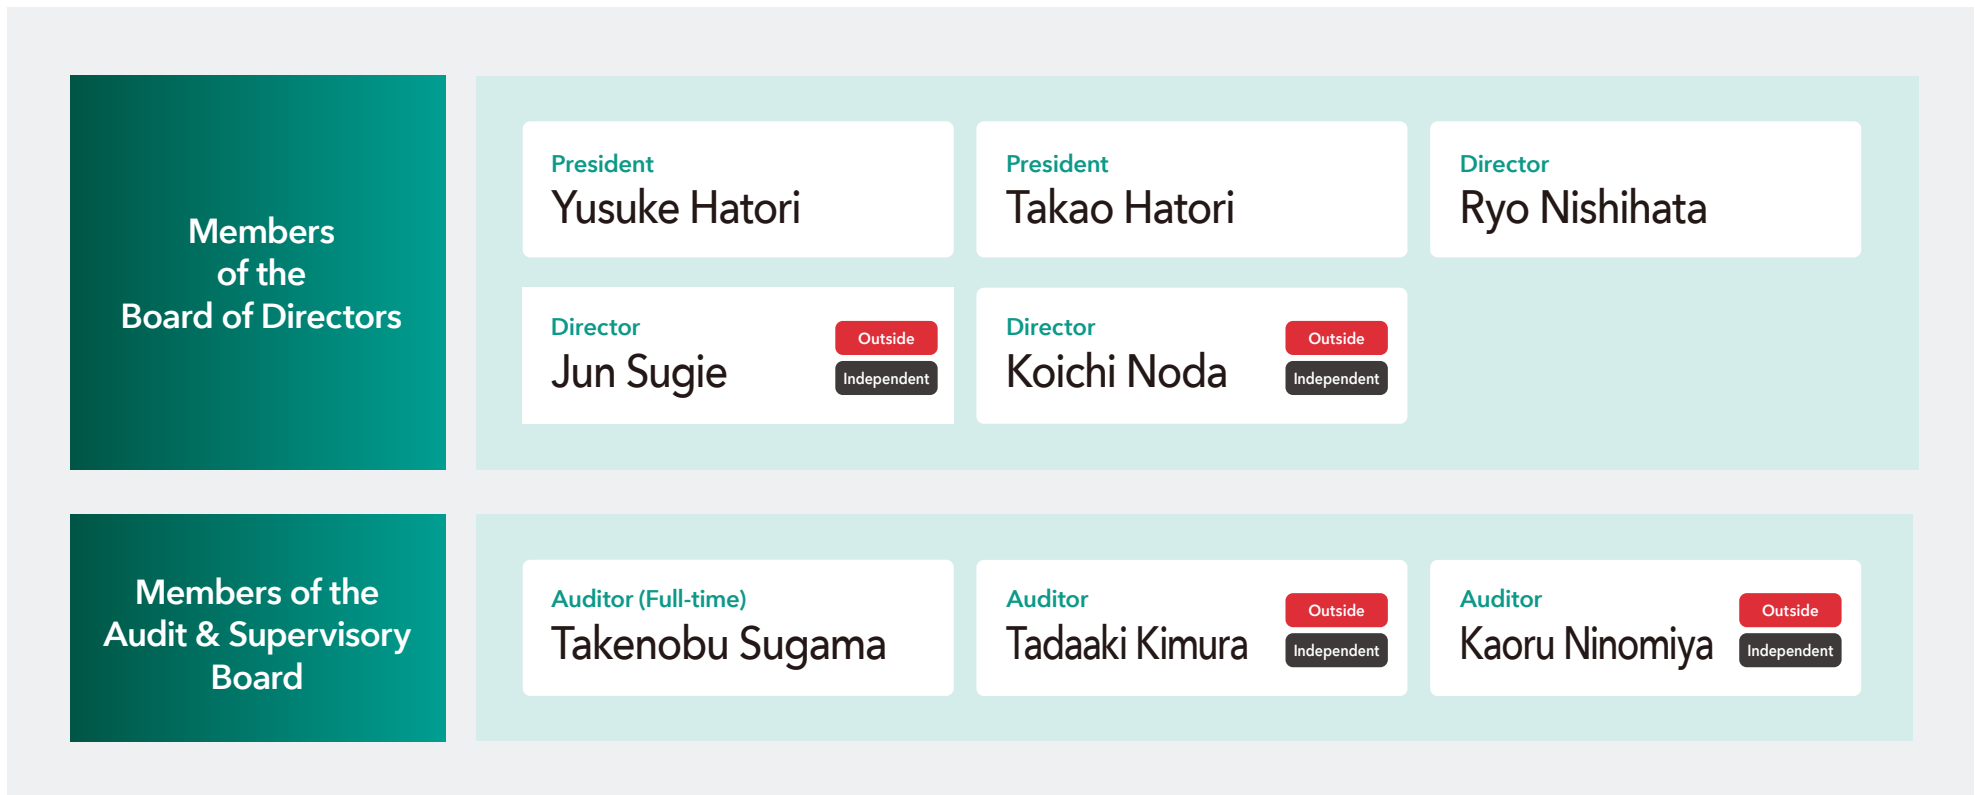 Members
of the
Board of Directors
President
Yusuke Hatori
President
Takao Hatori
Director
Ryo Nishihata
Director
Jun Sugie
Outside
Independent
Director
Koichi Noda
Outside
Independent
Members of the
Audit & Supervisory
Board
Auditor (Full-time)
Takenobu Sugama
Auditor
Tadaaki Kimura
Outside
Independent
Auditor
Kaoru Ninomiya
Outside
Independent